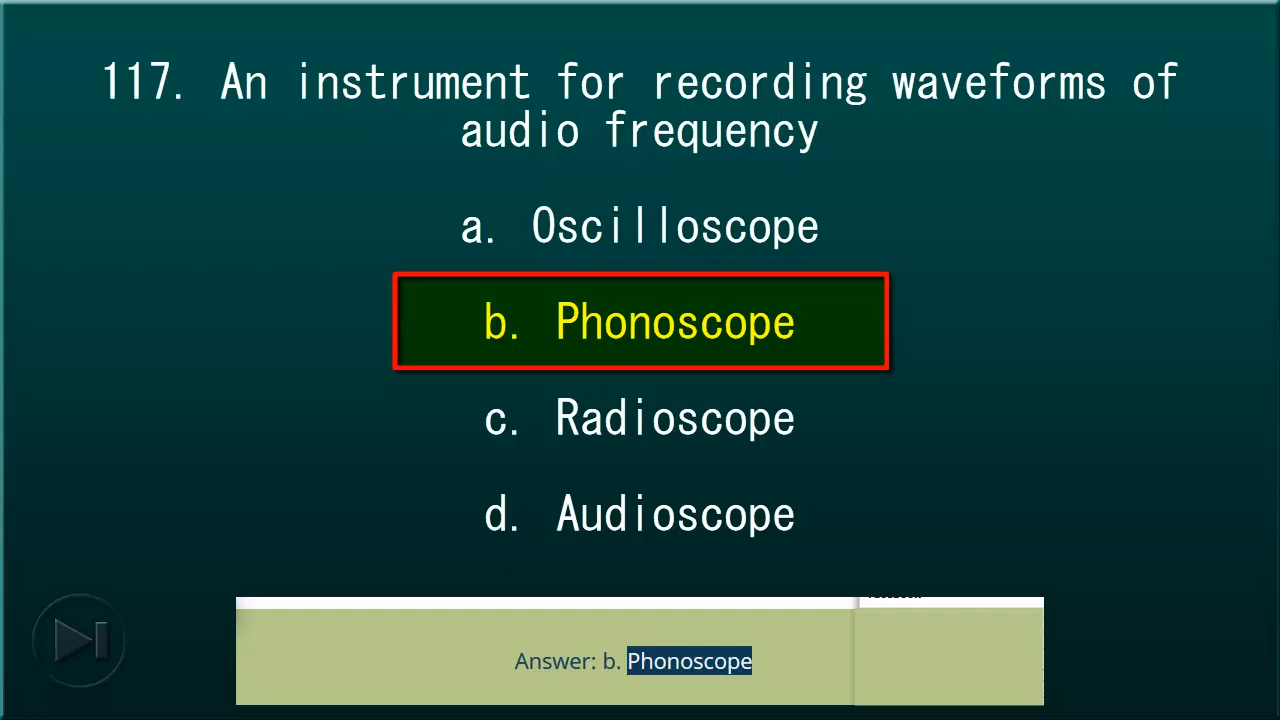 117. An instrument for recording waveforms of
audio frequency
a. Oscilloscope
b. Phonoscope
c. Radioscope
d. Audioscope
Answer: b. Phonoscope